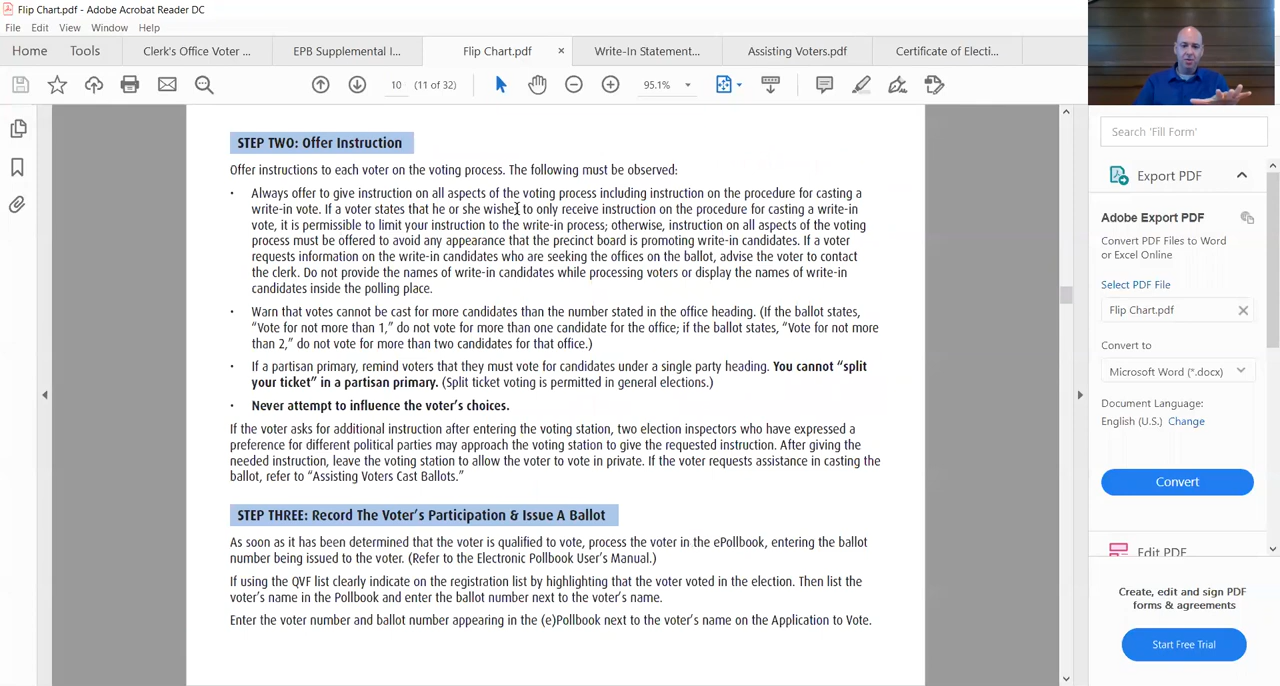 Flip Chart.pdf - Adobe Acrobat Reader DC
File Edit View Window Help
Home Tools Clerk's Office Voter ... EPB Supplemental I... Flip Chart.pdf × Write-In Statement... Assisting Voters.pdf Certificate of Electi...
10 (11 of 32) 95.1%
STEP TWO: Offer Instruction
Offer instructions to each voter on the voting process. The following must be observed:
• Always offer to give instruction on all aspects of the voting process including instruction on the procedure for casting a
write-in vote. If a voter states that he or she wishes to only receive instruction on the procedure for casting a write-in
vote, it is permissible to limit your instruction to the write-in process; otherwise, instruction on all aspects of the voting
process must be offered to avoid any appearance that the precinct board is promoting write-in candidates. If a voter
requests information on the write-in candidates who are seeking the offices on the ballot, advise the voter to contact
the clerk. Do not provide the names of write-in candidates while processing voters or display the names of write-in
candidates inside the polling place.
• Warn that votes cannot be cast for more candidates than the number stated in the office heading. (If the ballot states,
“Vote for not more than 1,” do not vote for more than one candidate for the office; if the ballot states, “Vote for not more
than 2,” do not vote for more than two candidates for that office.)
• If a partisan primary, remind voters that they must vote for candidates under a single party heading. You cannot “split
your ticket” in a partisan primary. (Split ticket voting is permitted in general elections.)
• Never attempt to influence the voter’s choices.
If the voter asks for additional instruction after entering the voting station, two election inspectors who have expressed a
preference for different political parties may approach the voting station to give the requested instruction. After giving the
needed instruction, leave the voting station to allow the voter to vote in private. If the voter requests assistance in casting the
ballot, refer to “Assisting Voters Cast Ballots.”
STEP THREE: Record The Voter’s Participation & Issue A Ballot
As soon as it has been determined that the voter is qualified to vote, process the voter in the ePollbook, entering the ballot
number being issued to the voter. (Refer to the Electronic Pollbook User’s Manual.)
If using the QVF list clearly indicate on the registration list by highlighting that the voter voted in the election. Then list the
voter’s name in the Pollbook and enter the ballot number next to the voter’s name.
Enter the voter number and ballot number appearing in the (e)Pollbook next to the voter’s name on the Application to Vote.
Search 'Fill Form'
Export PDF
Adobe Export PDF
Convert PDF Files to Word
or Excel Online
Select PDF File
Flip Chart.pdf ×
Convert to
Microsoft Word (*.docx)
Document Language:
English (U.S.) Change
Convert
Edit PDF
Create, edit and sign PDF
forms & agreements
Start Free Trial